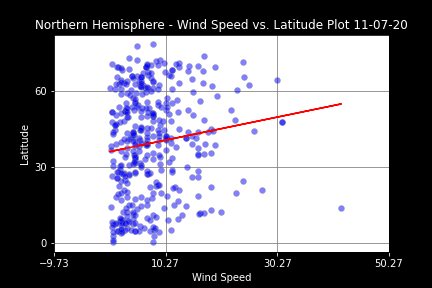 Northern Hemisphere - Wind Speed vs. Latitude Plot 11-07-20
60
30
0
Latitude
−9.73 10.27 30.27 50.27
Wind Speed